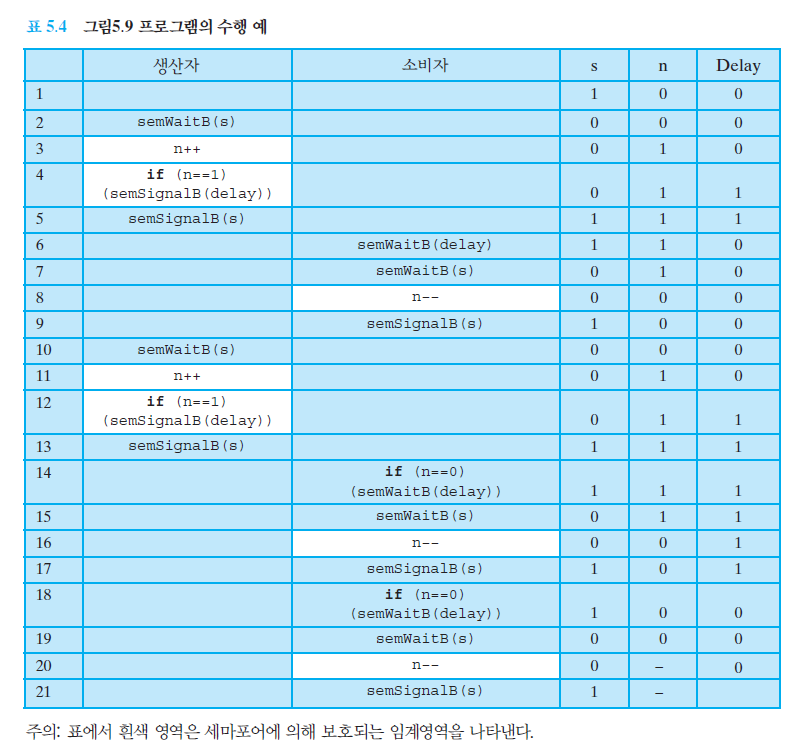 표 5.4 그림5.9 프로그램의 수행 예
생산자 소비자 s n Delay
1 1 0 0
2 semWaitB(s) 0 0 0
3 n++ 0 1 0
4 if (n==1)
(semSignalB(delay)) 0 1 1
5 semSignalB(s) 1 1 1
6 semWaitB(delay) 1 1 0
7 semWaitB(s) 0 1 0
8 n-- 0 0 0
9 semSignalB(s) 1 0 0
10 semWaitB(s) 0 0 0
11 n++ 0 1 0
12 if (n==1)
(semSignalB(delay)) 0 1 1
13 semSignalB(s) 1 1 1
14 if (n==0)
(semWaitB(delay)) 1 1 1
15 semWaitB(s) 0 1 1
16 n-- 0 0 1
17 semSignalB(s) 1 0 1
18 if (n==0)
(semWaitB(delay)) 1 0 0
19 semWaitB(s) 0 0 0
20 n-- 0 – 0
21 semSignalB(s) 1 –
주의: 표에서 흰색 영역은 세마포어에 의해 보호되는 임계영역을 나타낸다.